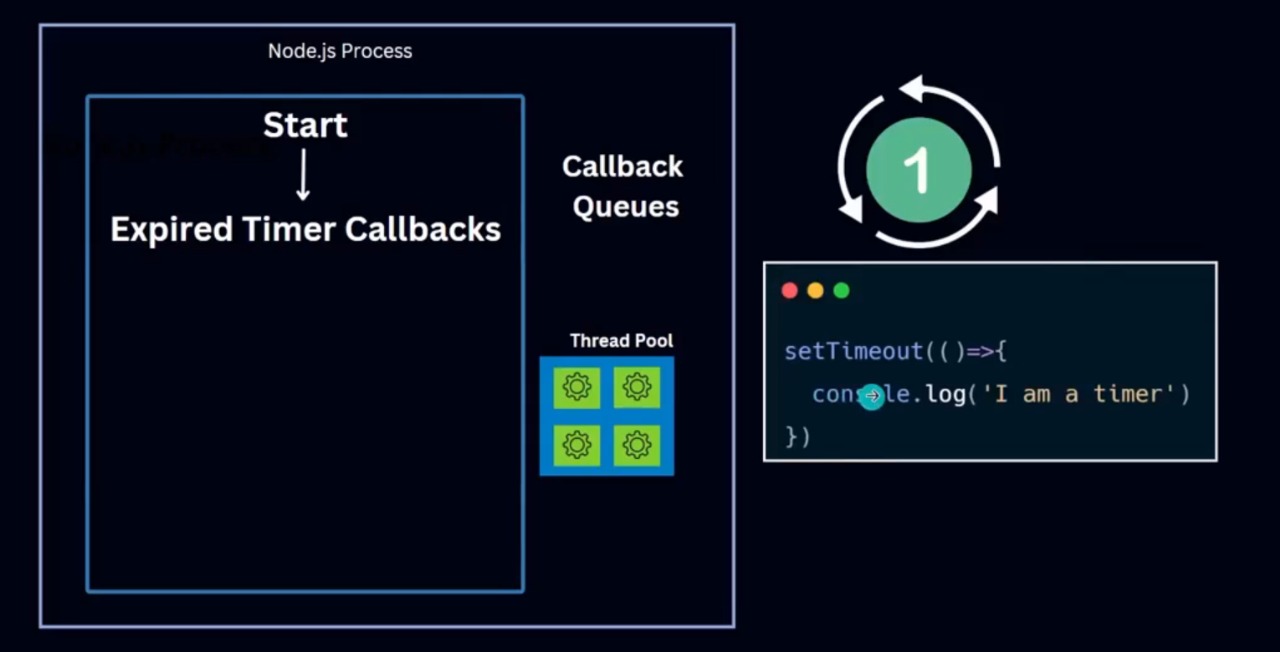 Node.js Process
Start
Expired Timer Callbacks
Callback
Queues
Thread Pool
1
setTimeout(()=>{
console.log('I am a timer')
})